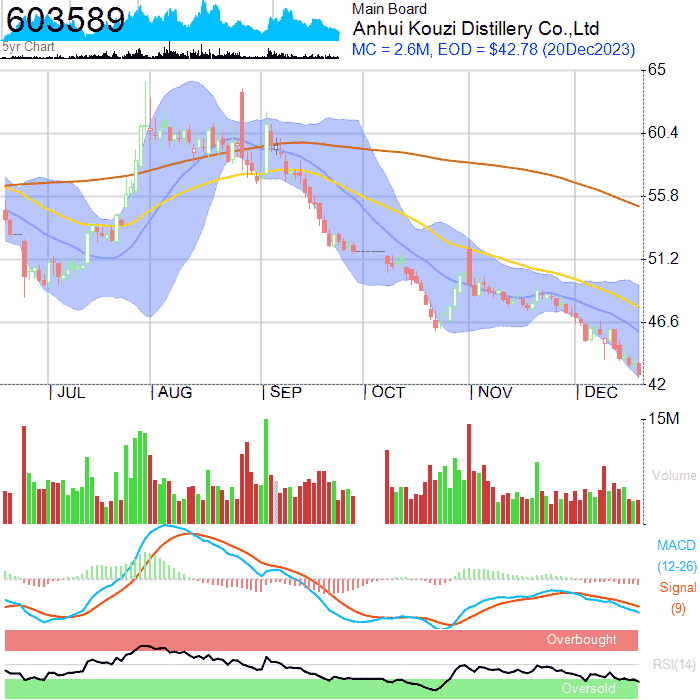 603589
5yr Chart
Main Board
Anhui Kouzi Distillery Co.,Ltd
MC = 2.6M, EOD = $42.78 (20Dec2023)
65
60.4
55.8
51.2
46.6
42
JUL AUG SEP OCT NOV DEC
15M
Volume
MACD
(12-26)
Signal
(9)
Overbought
RSI(14)
Oversold